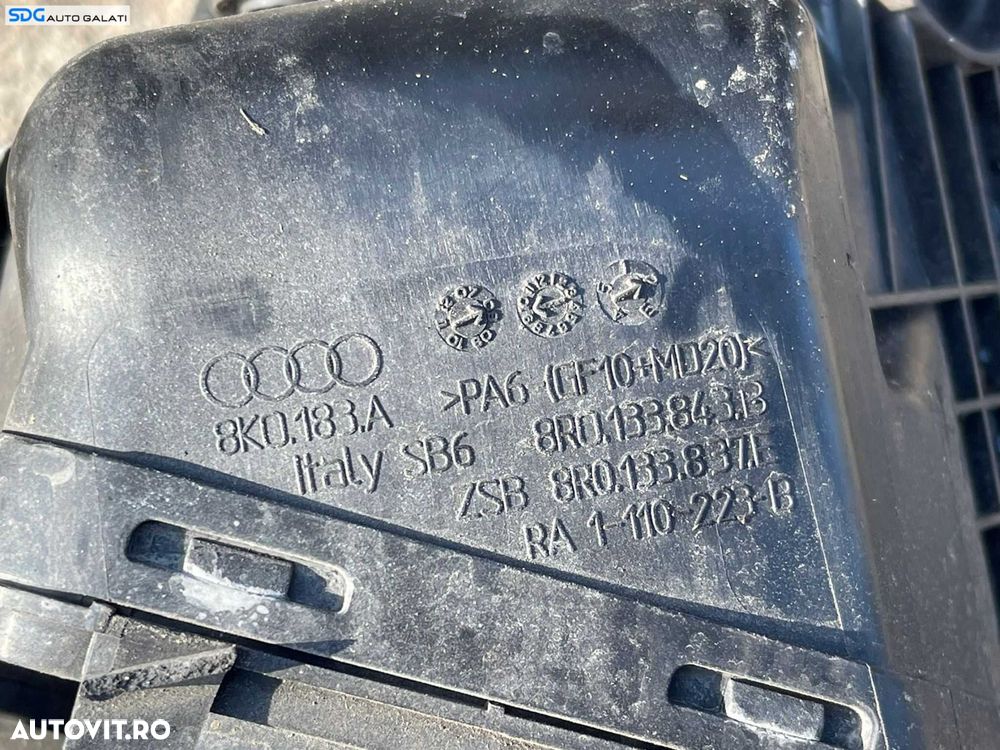 SDG AUTO GALATI
>PA6 (GF10+MD20)<
8K0.183.A
8R0.133.843.B
Italy SB6
ZSB 8R0.133.837.E
RA 1-110-223-B
AUTOVIT.RO